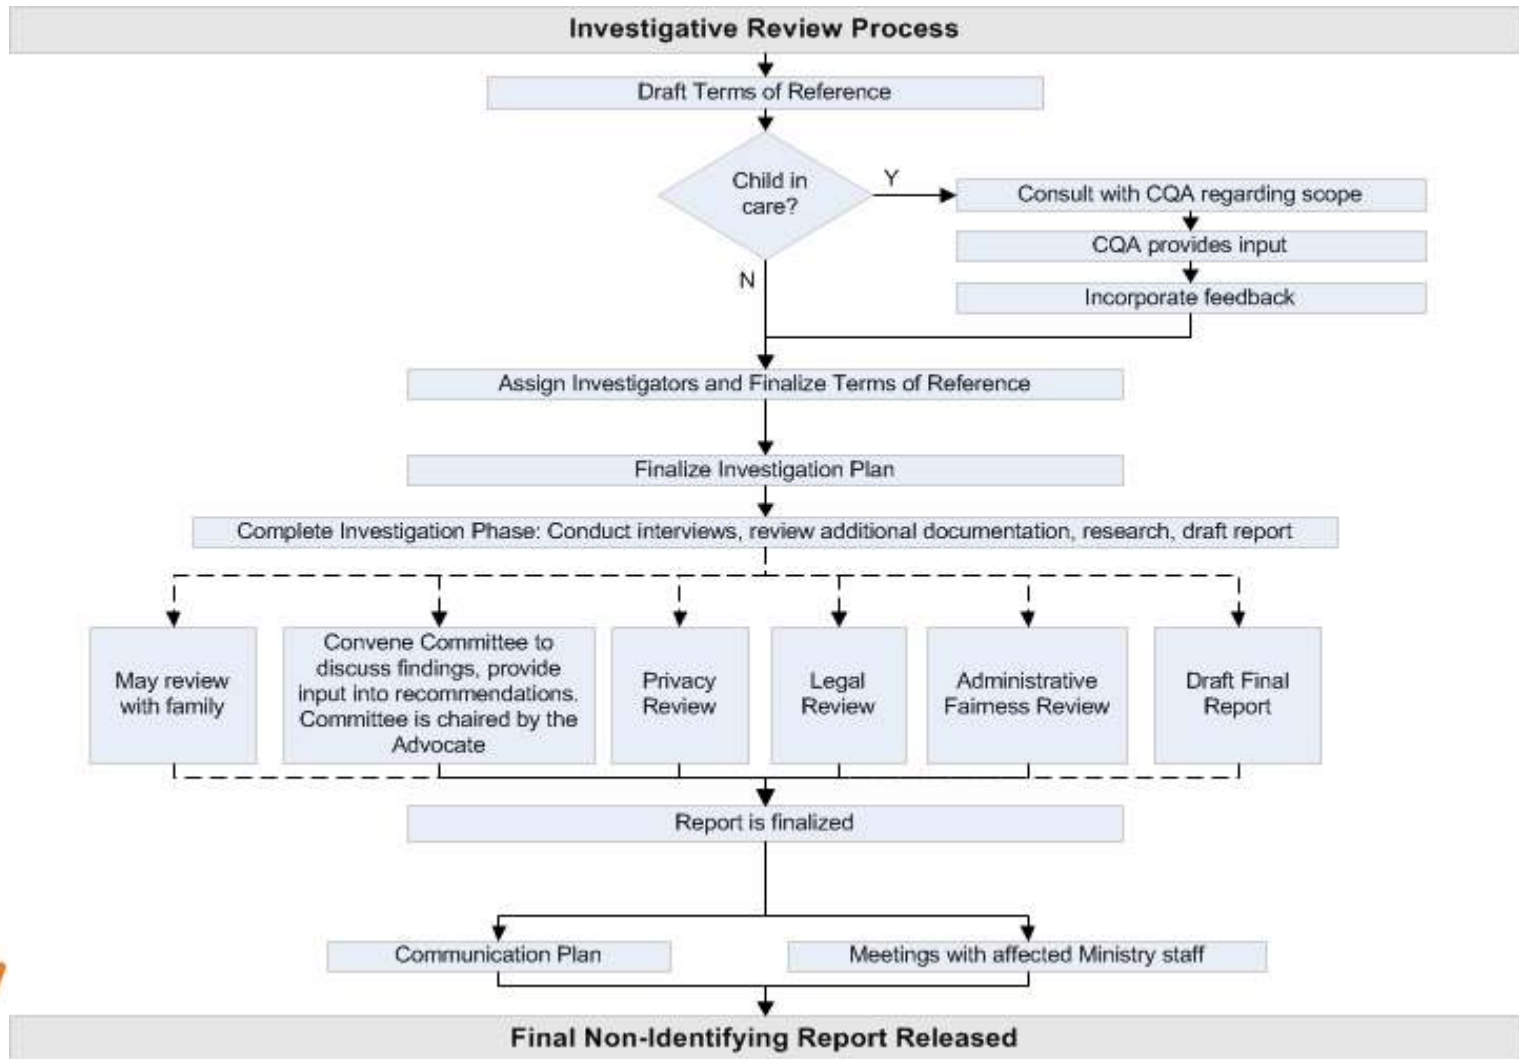 Investigative Review Process
Draft Terms of Reference
Child in
care?
Y
N
Consult with CQA regarding scope
CQA provides input
Incorporate feedback
Assign Investigators and Finalize Terms of Reference
Finalize Investigation Plan
Complete Investigation Phase: Conduct interviews, review additional documentation, research, draft report
May review
with family
Convene Committee to
discuss findings, provide
input into recommendations.
Committee is chaired by the
Advocate
Privacy
Review
Legal
Review
Administrative
Fairness Review
Draft Final
Report
Report is finalized
Communication Plan
Meetings with affected Ministry staff
Final Non-Identifying Report Released